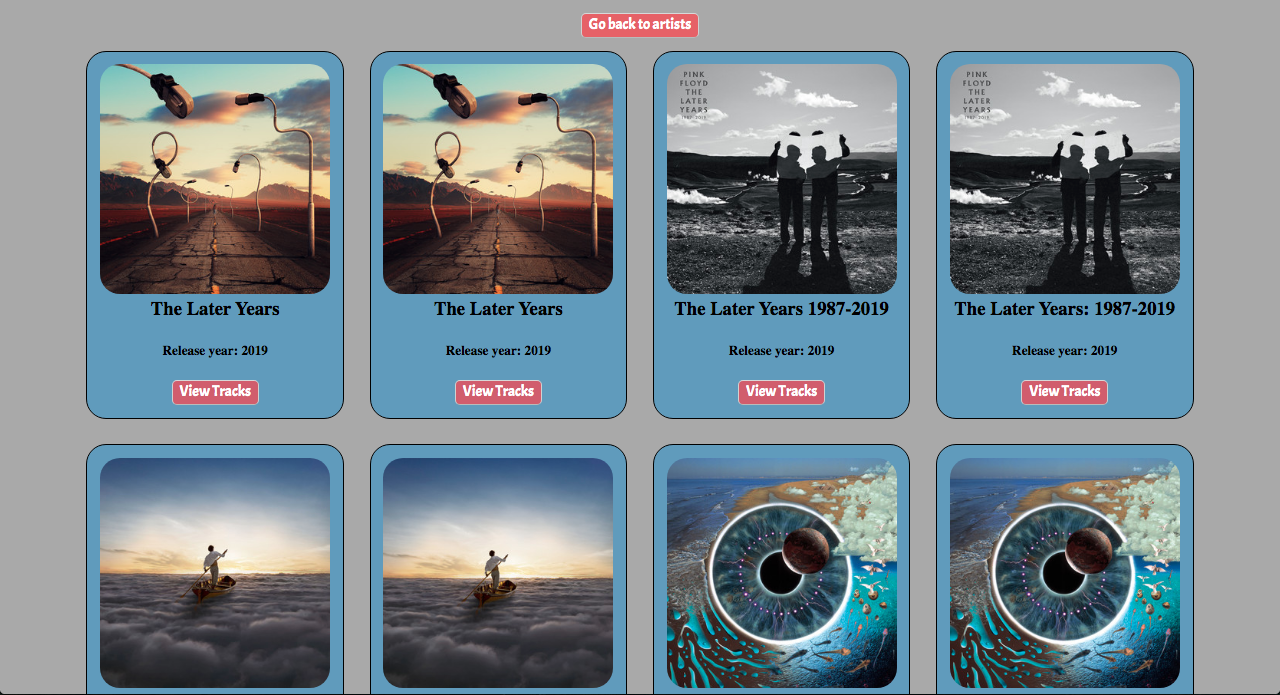 Go back to artists
PINK
FLOYD
THE
LATER
YEARS
1987-2019
PINK
FLOYD
THE
LATER
YEARS
1987-2019
The Later Years
The Later Years
The Later Years 1987-2019
The Later Years: 1987-2019
Release year: 2019
Release year: 2019
Release year: 2019
Release year: 2019
View Tracks
View Tracks
View Tracks
View Tracks